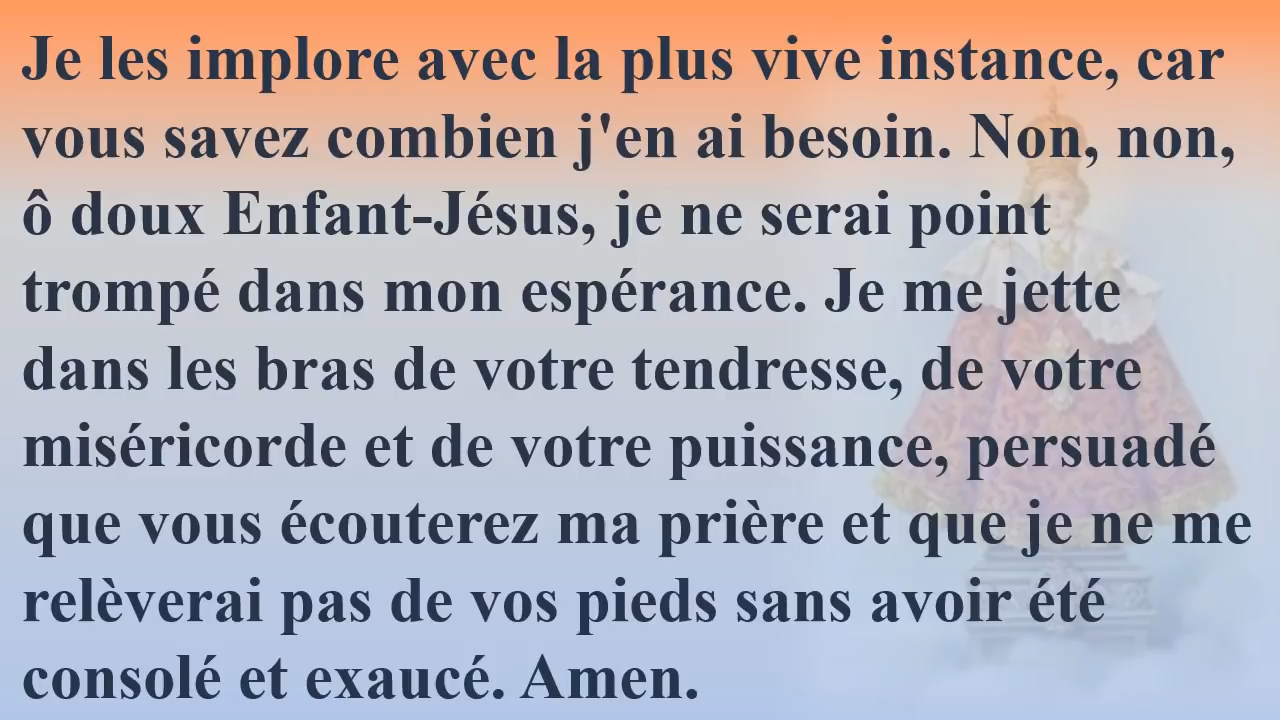 Je les implore avec la plus vive instance, car
vous savez combien j'en ai besoin. Non, non,
ô doux Enfant-Jésus, je ne serai point
trompé dans mon espérance. Je me jette
dans les bras de votre tendresse, de votre
miséricorde et de votre puissance, persuadé
que vous écouterez ma prière et que je ne me
relèverai pas de vos pieds sans avoir été
consolé et exaucé. Amen.